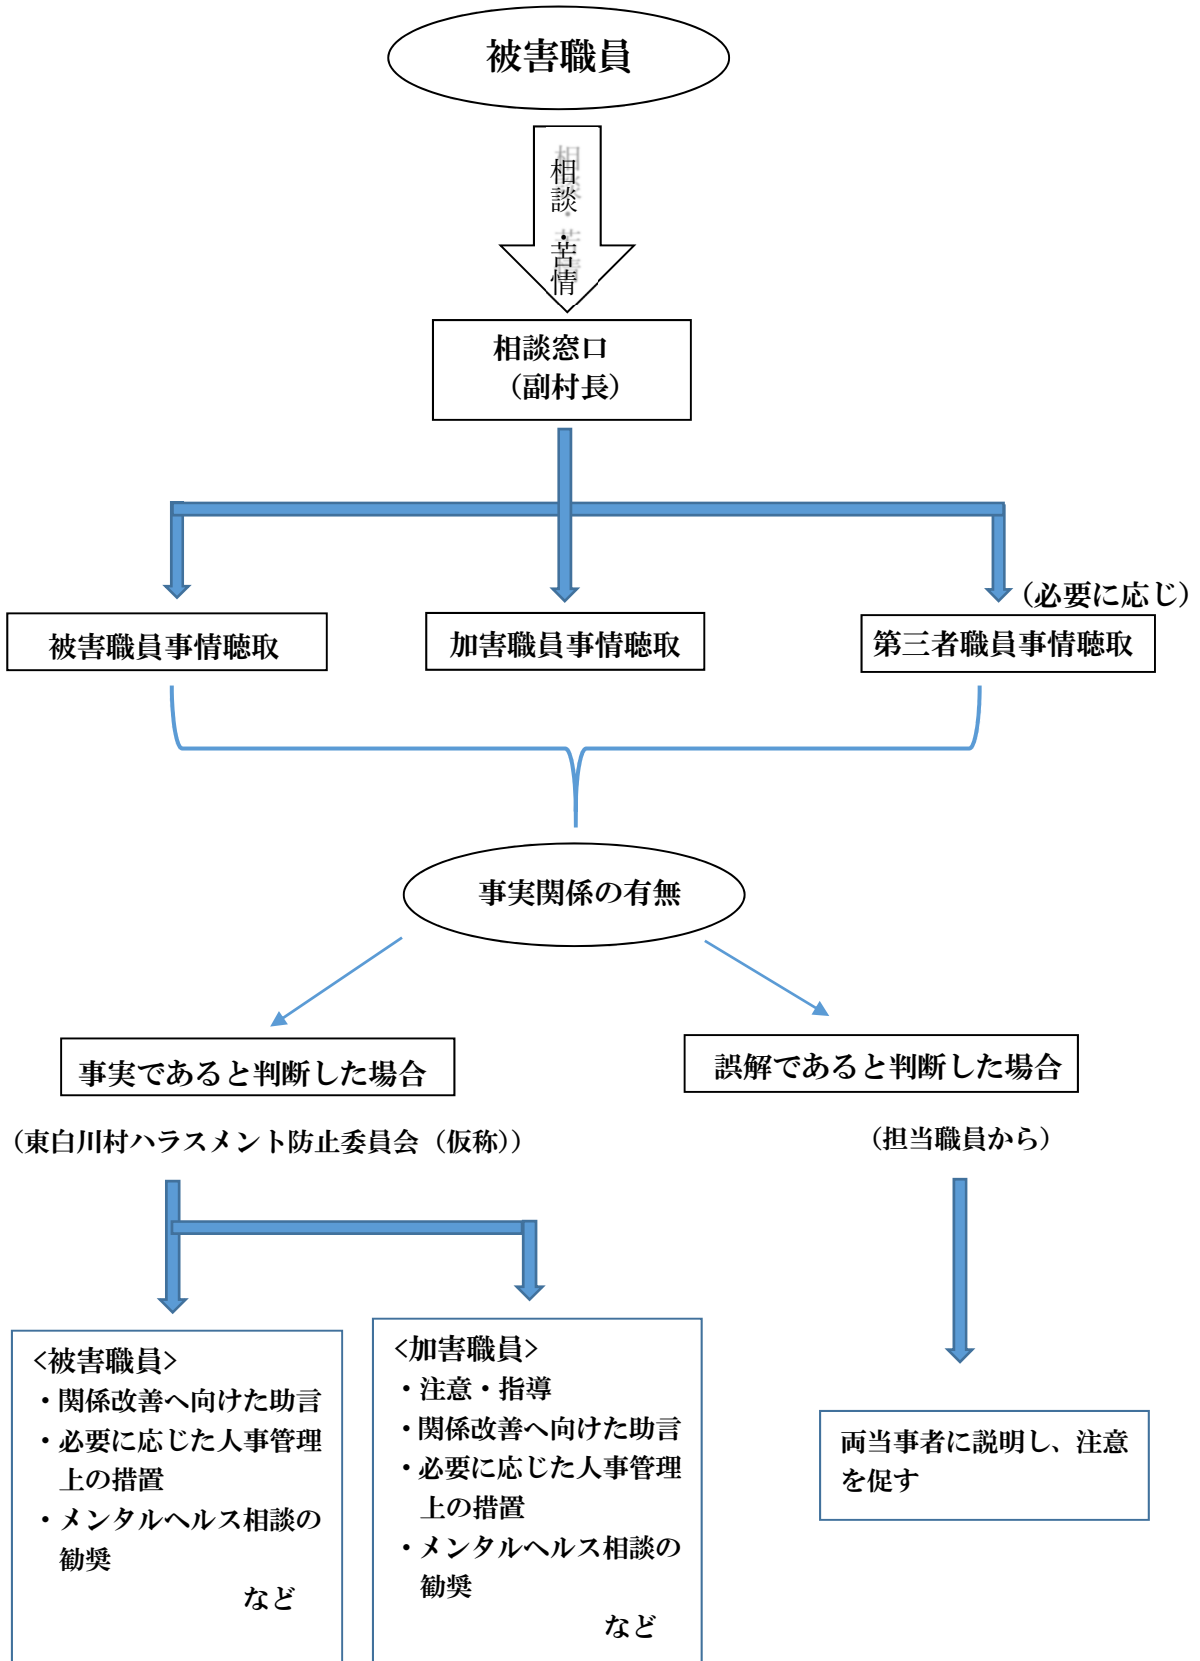 被害職員
相談・苦情
相談窓口
（副村長）
（必要に応じ）
被害職員事情聴取
加害職員事情聴取
第三者職員事情聴取
事実関係の有無
事実であると判断した場合
誤解であると判断した場合
（東白川村ハラスメント防止委員会（仮称））
（担当職員から）
<被害職員>
・関係改善へ向けた助言
・必要に応じた人事管理
上の措置
・メンタルヘルス相談の
勧奨
など
<加害職員>
・注意・指導
・関係改善へ向けた助言
・必要に応じた人事管理
上の措置
・メンタルヘルス相談の
勧奨
など
両当事者に説明し、注意
を促す